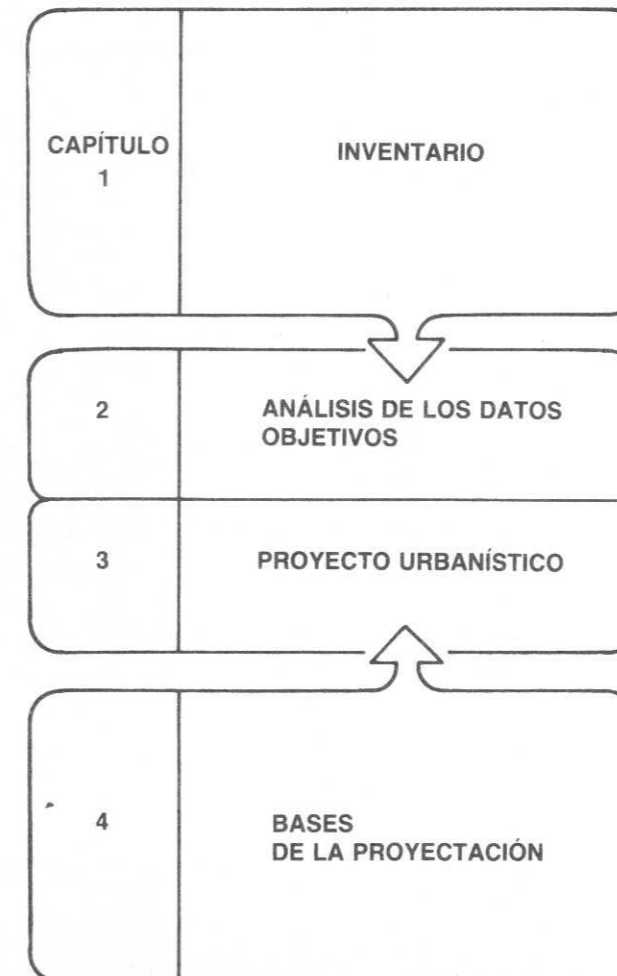 CAPÍTULO
1
INVENTARIO
2
ANÁLISIS DE LOS DATOS
OBJETIVOS
3
PROYECTO URBANÍSTICO
4
BASES
DE LA PROYECTACIÓN